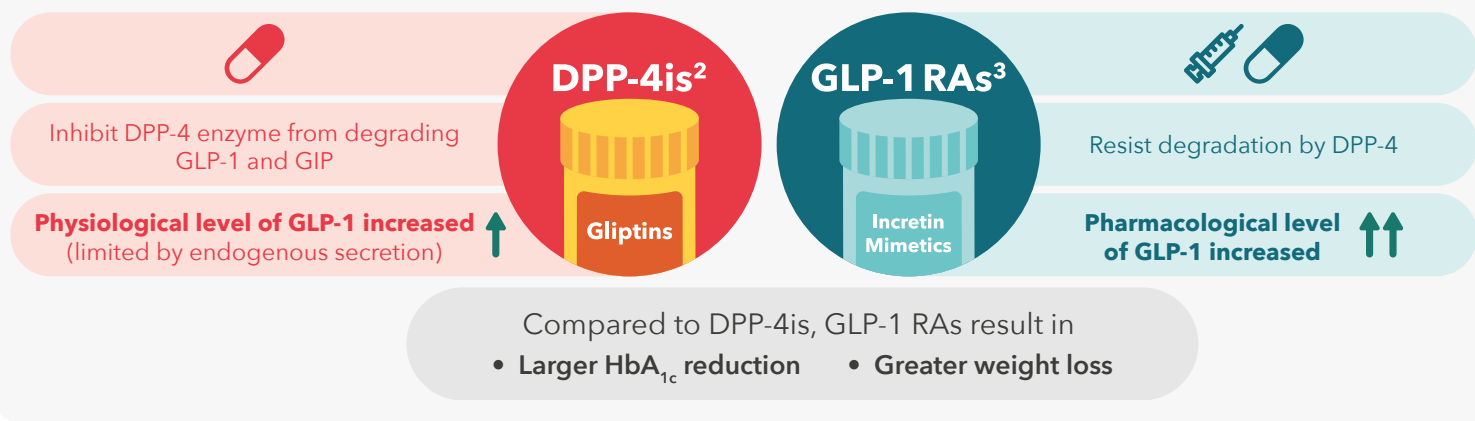 DPP-4is²
GLP-1 RAs³
Inhibit DPP-4 enzyme from degrading
GLP-1 and GIP
Resist degradation by DPP-4
Physiological level of GLP-1 increased
(limited by endogenous secretion)
Gliptins
Incretin
Mimetics
Pharmacological level
of GLP-1 increased
Compared to DPP-4is, GLP-1 RAs result in
• Larger HbA₁c reduction • Greater weight loss